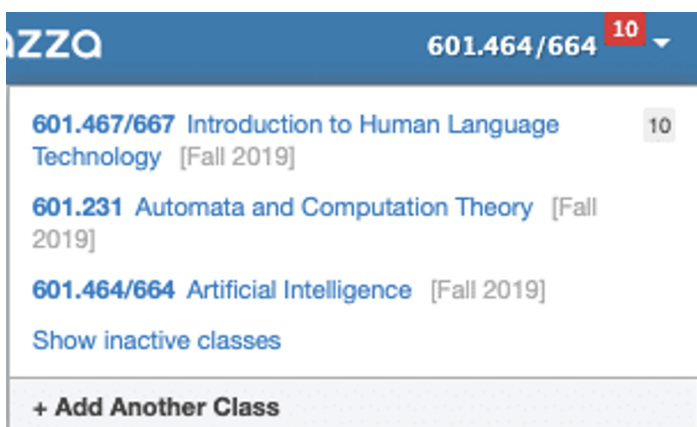 azza
601.464/664 10
601.467/667 Introduction to Human Language 10
Technology [Fall 2019]
601.231 Automata and Computation Theory [Fall
2019]
601.464/664 Artificial Intelligence [Fall 2019]
Show inactive classes
+ Add Another Class